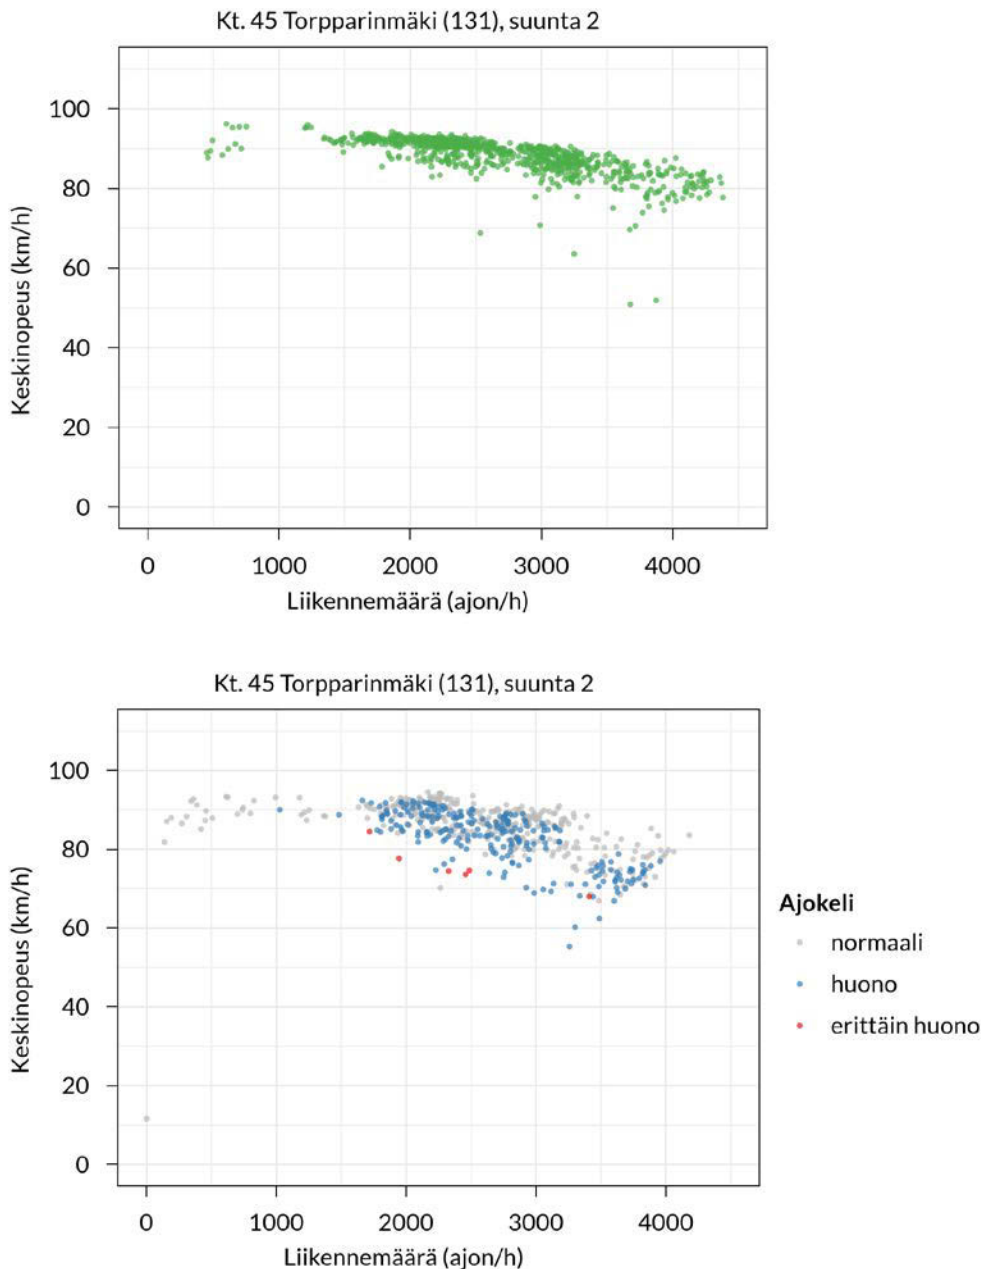 Kt. 45 Torpparinmäki (131), suunta 2
100
80
60
40
20
0
Keskinopeus (km/h)
0 1000 2000 3000 4000
Liikennemäärä (ajon/h)
Kt. 45 Torpparinmäki (131), suunta 2
100
80
60
40
20
0
Keskinopeus (km/h)
0 1000 2000 3000 4000
Liikennemäärä (ajon/h)
Ajokeli
normaali
huono
erittäin huono